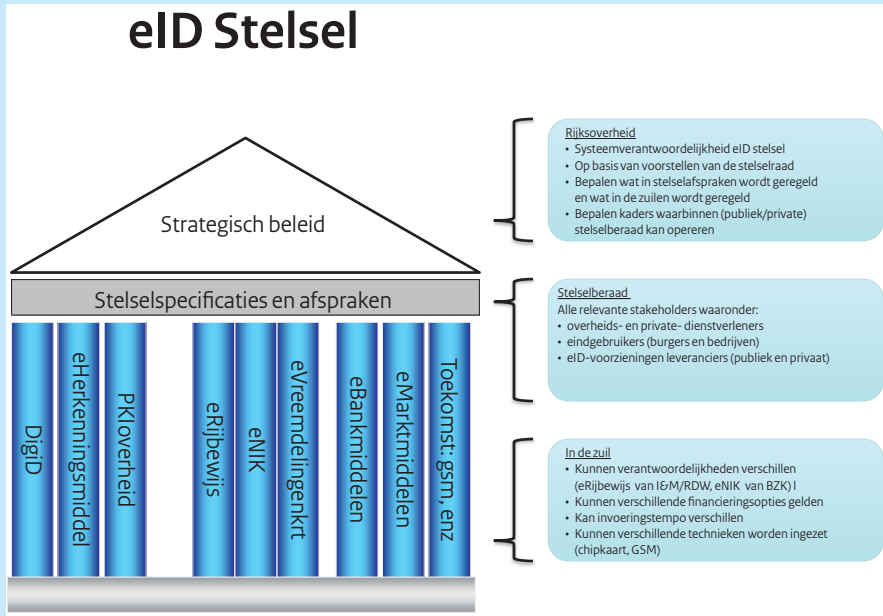 eID Stelsel
Strategisch beleid
Stelselspecificaties en afspraken
DigiD
eHerkenningsmiddel
PKIoverheid
eRijbewijs
eNIK
eVreemdelingenkrt
eBankmiddelen
eMarktmiddelen
Toekomst: gsm, enz
Rijksoverheid
• Systeemverantwoordelijkheid eID stelsel
• Op basis van voorstellen van de stelselraad
• Bepalen wat in stelselafspraken wordt geregeld
en wat in de zuilen wordt geregeld
• Bepalen kaders waarbinnen (publiek/private)
stelselberaad kan opereren
Stelselberaad
Alle relevante stakeholders waaronder:
• overheids- en private- dienstverleners
• eindgebruikers (burgers en bedrijven)
• eID-voorzieningen leveranciers (publiek en privaat)
In de zuil
• Kunnen verantwoordelijkheden verschillen
(eRijbewijs van I&M/RDW, eNIK van BZK) l
• Kunnen verschillende financieringsopties gelden
• Kan invoeringstempo verschillen
• Kunnen verschillende technieken worden ingezet
(chipkaart, GSM)